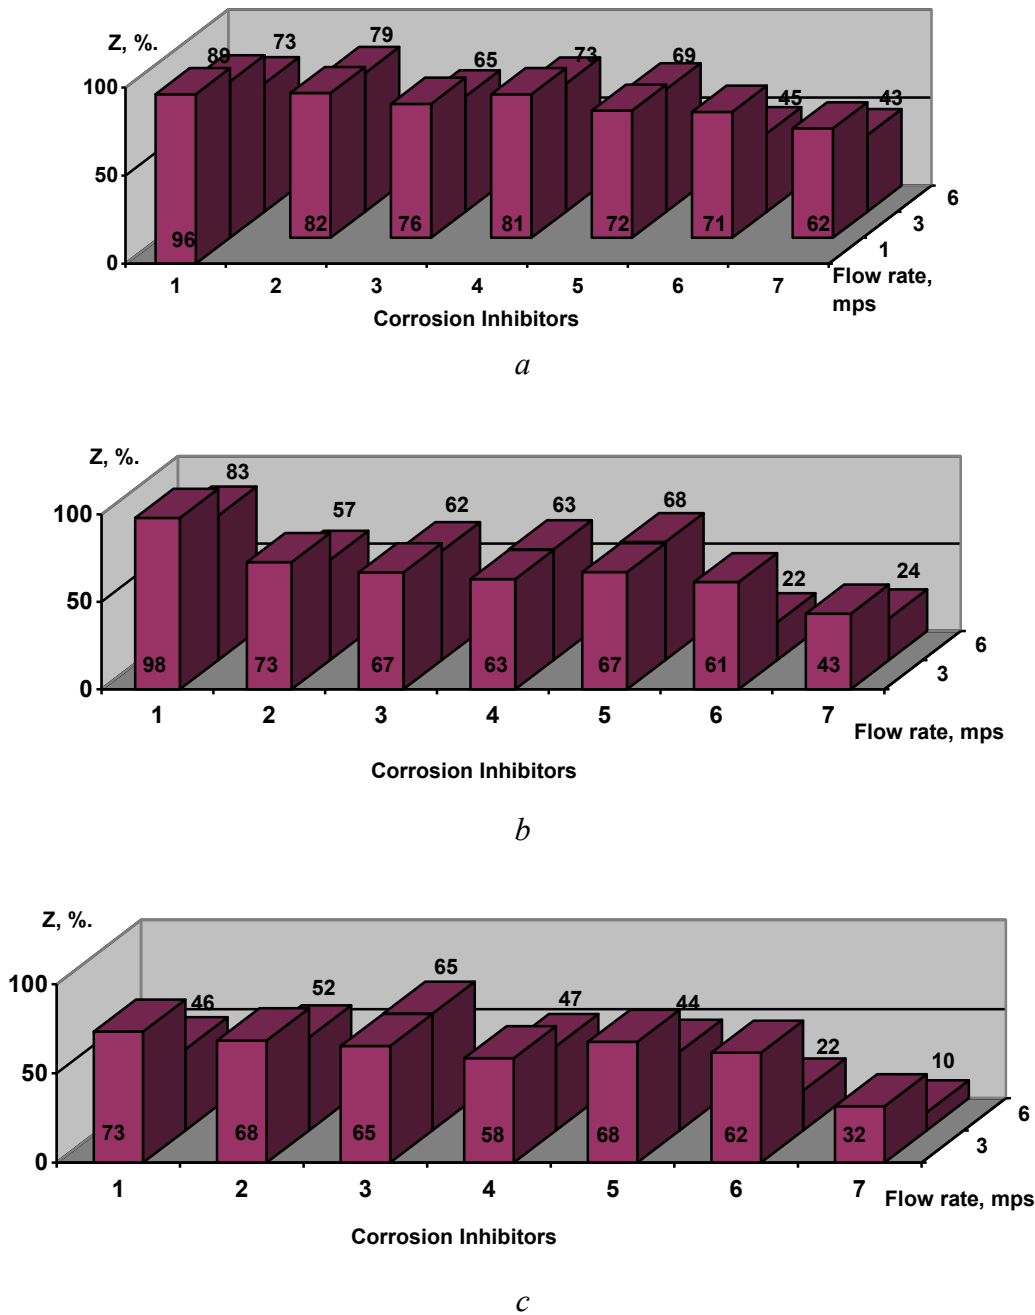 Z, %.
89 73 79 65 73 69 45 43
100
50
0
96 82 76 81 72 71 62
6
3
1
1 2 3 4 5 6 7
Flow rate,
mps
Corrosion Inhibitors
a
Z, %.
83 57 62 63 68 22 24
100
50
0
98 73 67 63 67 61 43
6
3
1 2 3 4 5 6 7
Flow rate, mps
Corrosion Inhibitors
b
Z, %.
46 52 65 47 44 22 10
100
50
0
73 68 65 58 68 62 32
6
3
1 2 3 4 5 6 7
Flow rate, mps
Corrosion Inhibitors
c